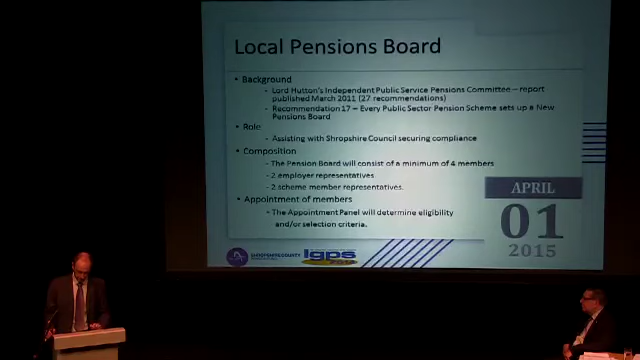 Local Pensions Board
• Background
- Lord Hutton's Independent Public Service Pensions Committee – report
published March 2011 (27 recommendations)
- Recommendation 17 – Every Public Sector Pension Scheme sets up a New
Pensions Board
• Role
- Assisting with Shropshire Council securing compliance
• Composition
- The Pension Board will consist of a minimum of 4 members
- 2 employer representatives
- 2 scheme member representatives.
• Appointment of members
- The Appointment Panel will determine eligibility
and/or selection criteria.
APRIL
01
2015
SHROPSHIRE COUNTY
lgps